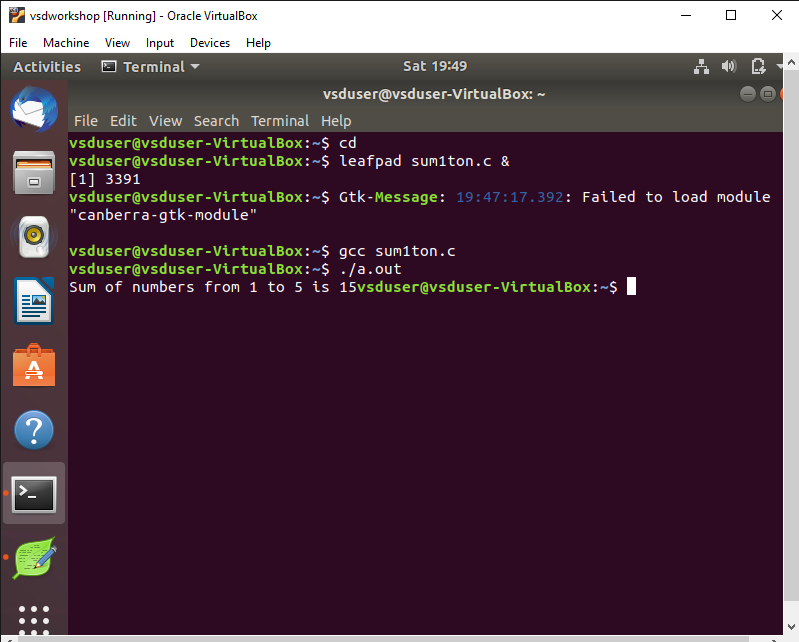 vsdworkshop [Running] - Oracle VirtualBox
File Machine View Input Devices Help
Activities Terminal Sat 19:49
vsduser@vsduser-VirtualBox: ~
File Edit View Search Terminal Help
vsduser@vsduser-VirtualBox:~$ cd
vsduser@vsduser-VirtualBox:~$ leafpad sum1ton.c &
[1] 3391
vsduser@vsduser-VirtualBox:~$ Gtk-Message: 19:47:17.392: Failed to load module
"canberra-gtk-module"
vsduser@vsduser-VirtualBox:~$ gcc sum1ton.c
vsduser@vsduser-VirtualBox:~$ ./a.out
Sum of numbers from 1 to 5 is 15vsduser@vsduser-VirtualBox:~$